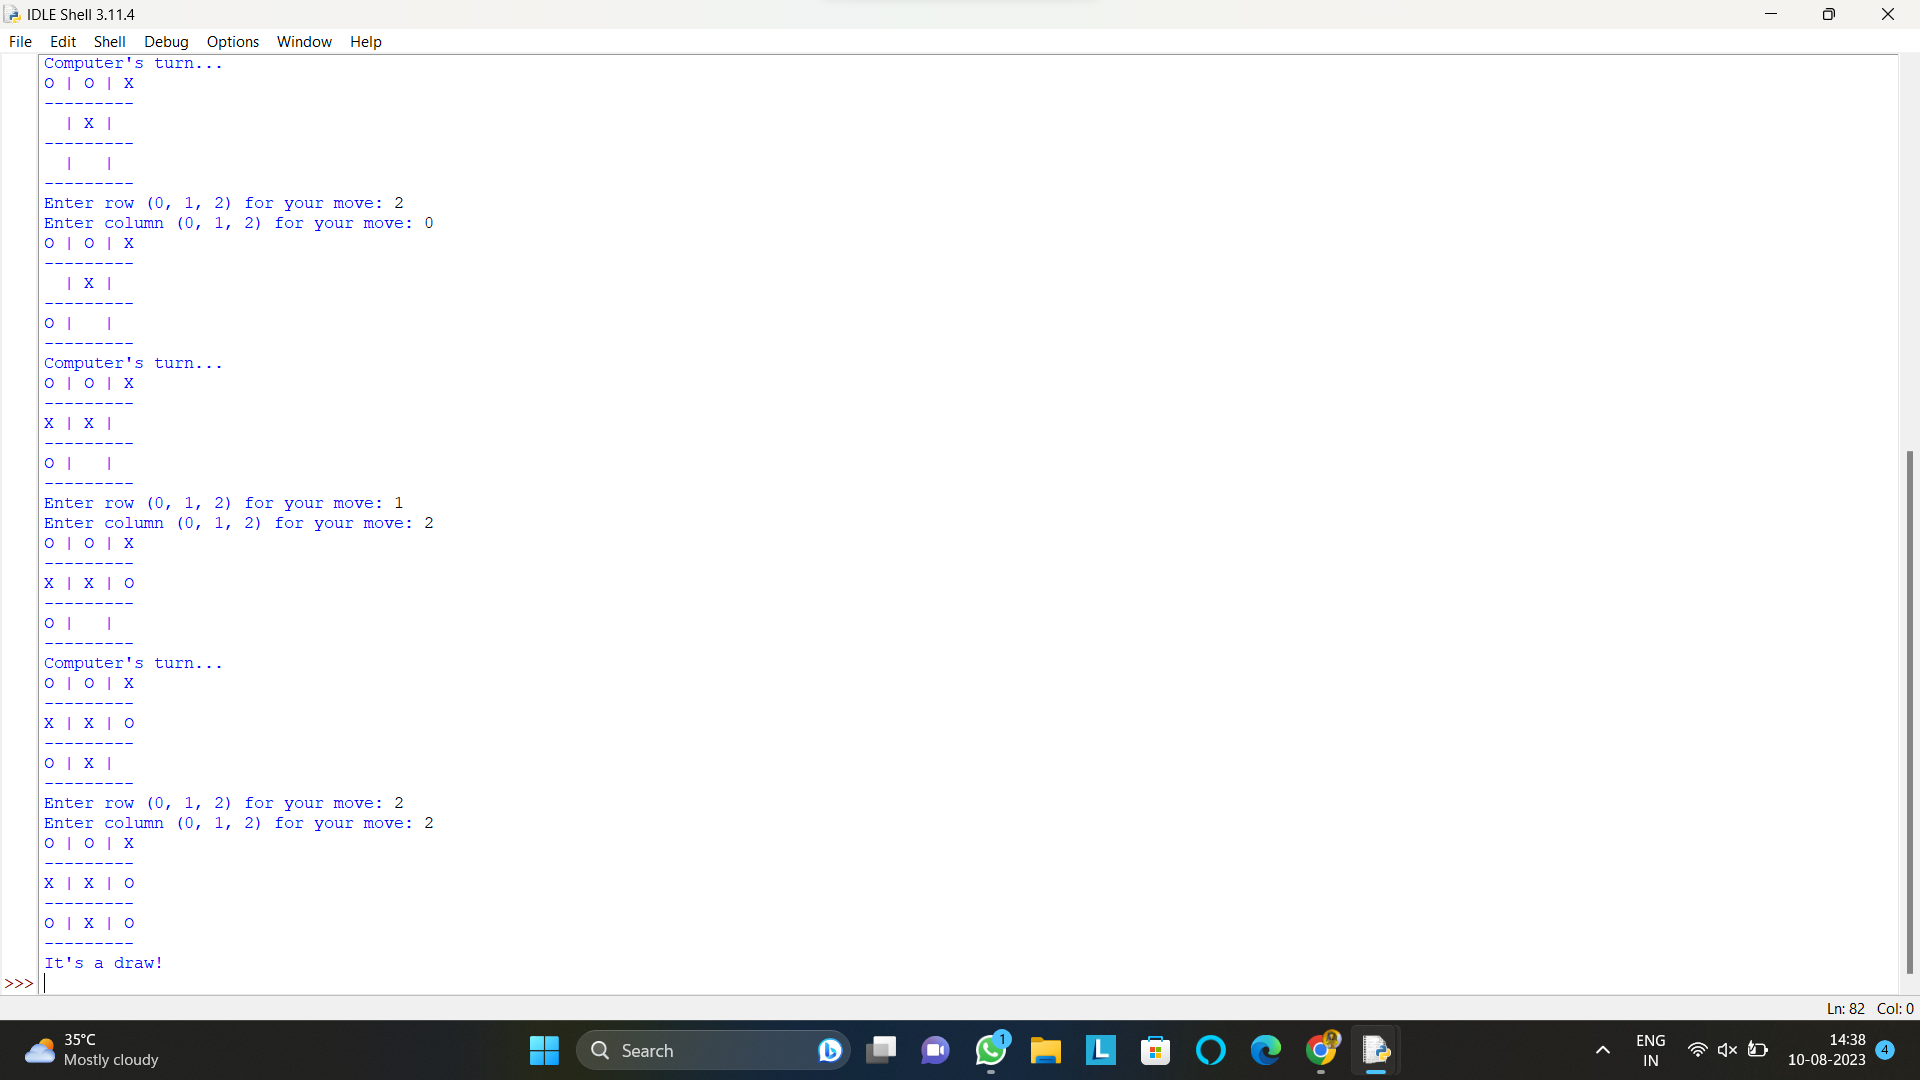 IDLE Shell 3.11.4
File Edit Shell Debug Options Window Help
Computer's turn...
O | O | X
---------
  | X |
---------
  |   |
---------
Enter row (0, 1, 2) for your move: 2
Enter column (0, 1, 2) for your move: 0
O | O | X
---------
  | X |
---------
O |   |
---------
Computer's turn...
O | O | X
---------
X | X |
---------
O |   |
---------
Enter row (0, 1, 2) for your move: 1
Enter column (0, 1, 2) for your move: 2
O | O | X
---------
X | X | O
---------
O |   |
---------
Computer's turn...
O | O | X
---------
X | X | O
---------
O | X |
---------
Enter row (0, 1, 2) for your move: 2
Enter column (0, 1, 2) for your move: 2
O | O | X
---------
X | X | O
---------
O | X | O
---------
It's a draw!
>>>
Ln: 82 Col: 0
35°C
Mostly cloudy
Search
1
L
ENG
IN
14:38
10-08-2023
4